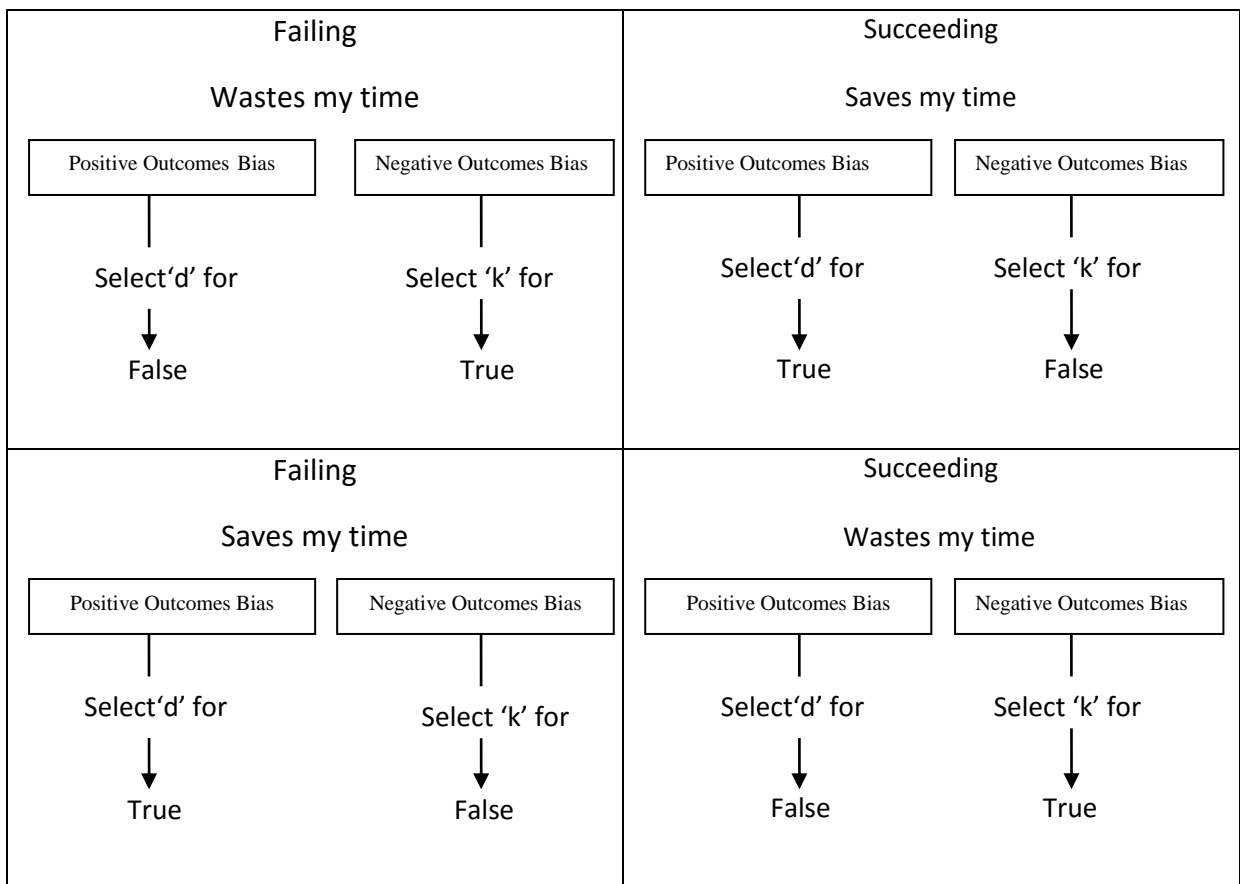 Failing
Wastes my time
Positive Outcomes Bias
Negative Outcomes Bias
Select‘d’ for
Select ‘k’ for
False
True
Succeeding
Saves my time
Positive Outcomes Bias
Negative Outcomes Bias
Select‘d’ for
Select ‘k’ for
True
False
Failing
Saves my time
Positive Outcomes Bias
Negative Outcomes Bias
Select‘d’ for
Select ‘k’ for
True
False
Succeeding
Wastes my time
Positive Outcomes Bias
Negative Outcomes Bias
Select‘d’ for
Select ‘k’ for
False
True